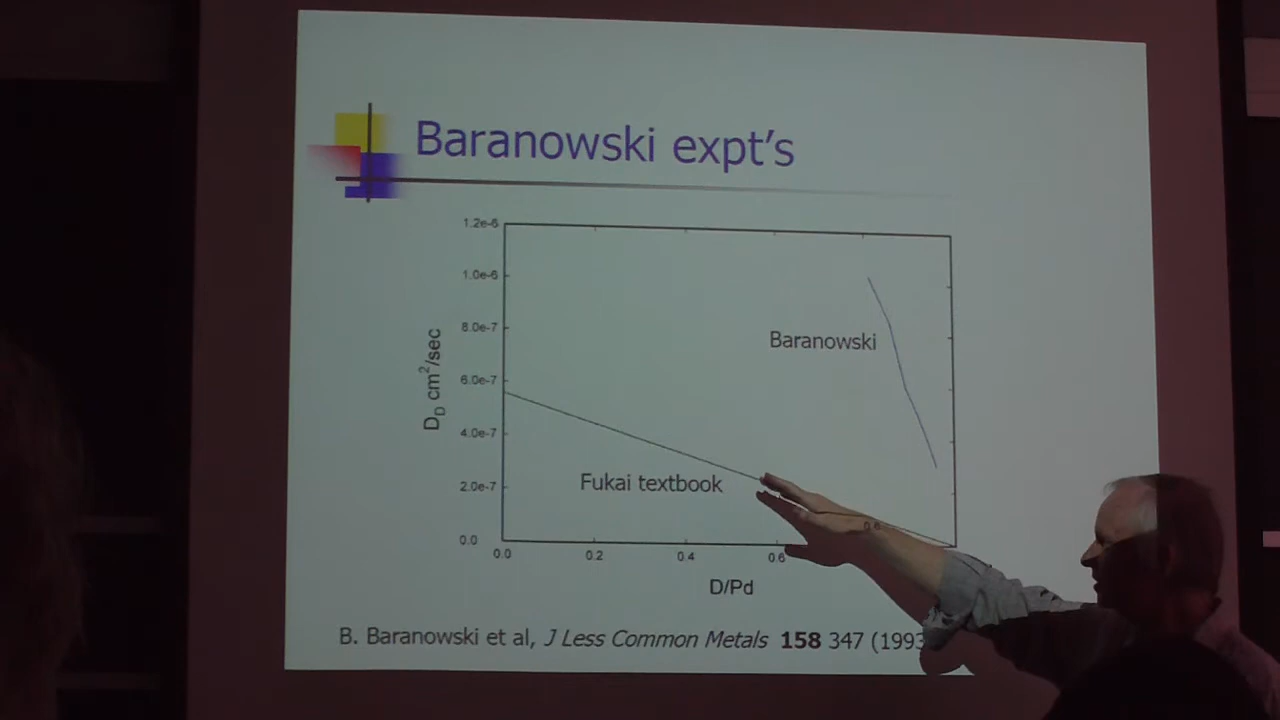 Baranowski expt's
1.2e-6
1.0e-6
8.0e-7
6.0e-7
4.0e-7
2.0e-7
0.0
D_D cm²/sec
Baranowski
Fukai textbook
0.0 0.2 0.4 0.6 0.8
D/Pd
B. Baranowski et al, J Less Common Metals 158 347 (1993